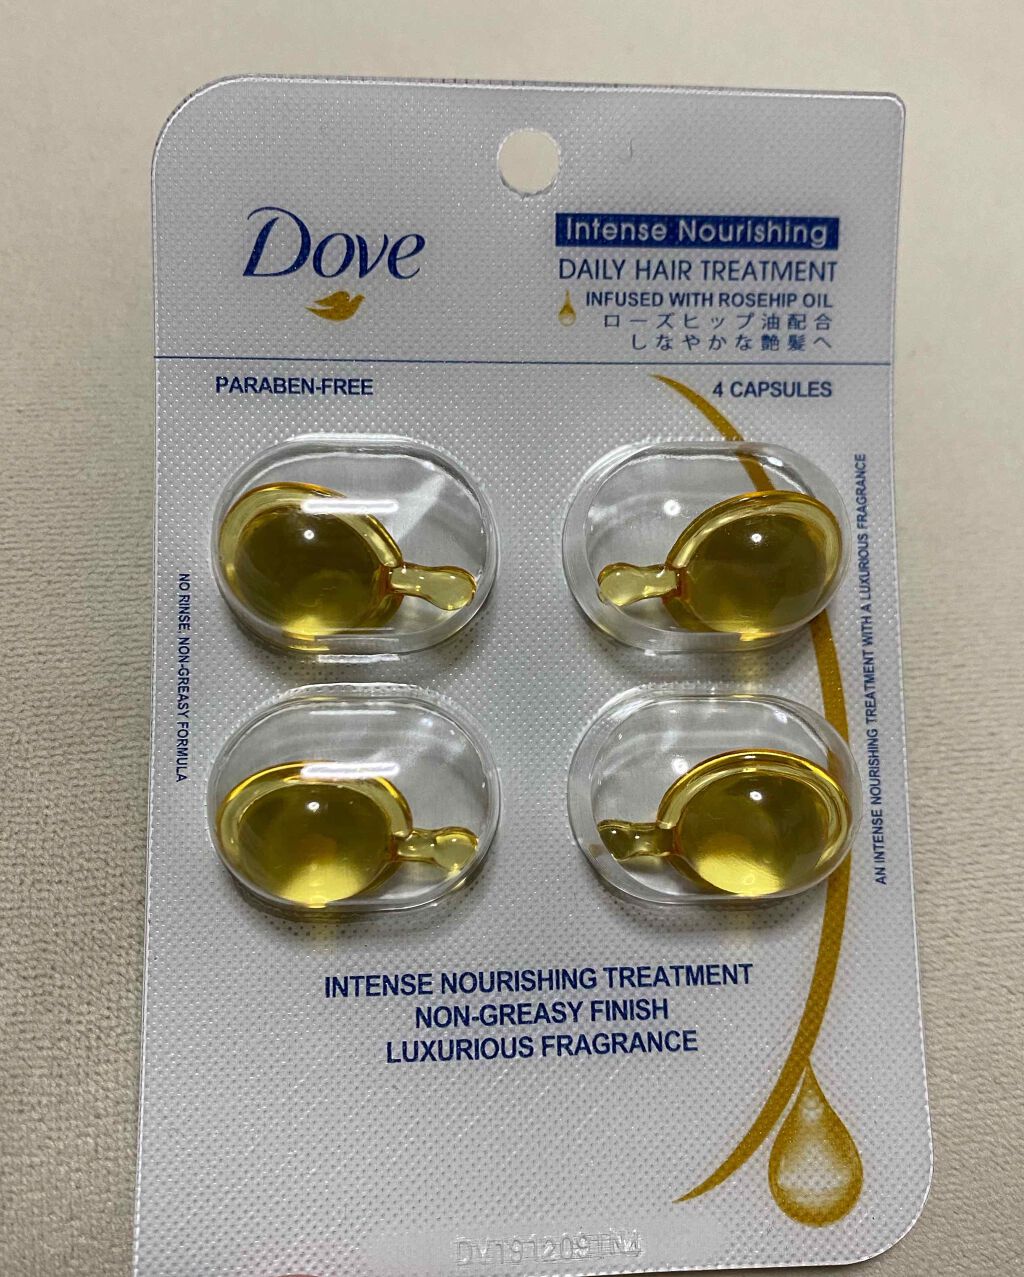 Dove
Intense Nourishing
DAILY HAIR TREATMENT
INFUSED WITH ROSEHIP OIL
ローズヒップ油配合
しなやかな艶髪へ
PARABEN-FREE
4 CAPSULES
NO RINSE. NON-GREASY FORMULA
AN INTENSE NOURISHING TREATMENT WITH A LUXURIOUS FRAGRANCE
INTENSE NOURISHING TREATMENT
NON-GREASY FINISH
LUXURIOUS FRAGRANCE